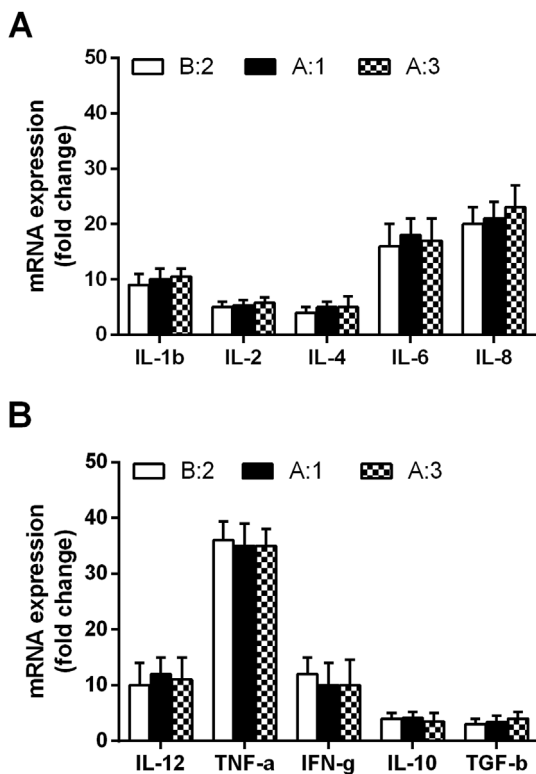 A
50
B:2 A:1 A:3
40
30
20
10
0
mRNA expression
(fold change)
IL-1b IL-2 IL-4 IL-6 IL-8
B
50
B:2 A:1 A:3
40
30
20
10
0
mRNA expression
(fold change)
IL-12 TNF-a IFN-g IL-10 TGF-b